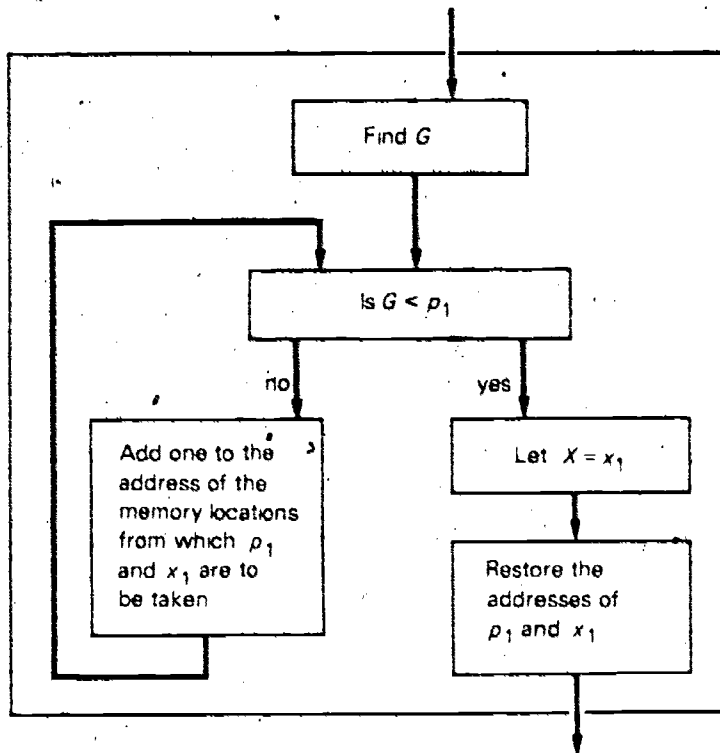 Find G
Is G < p₁
no
yes
Add one to the
address of the
memory locations
from which p₁
and x₁ are to
be taken
Let X = x₁
Restore the
addresses of
p₁ and x₁